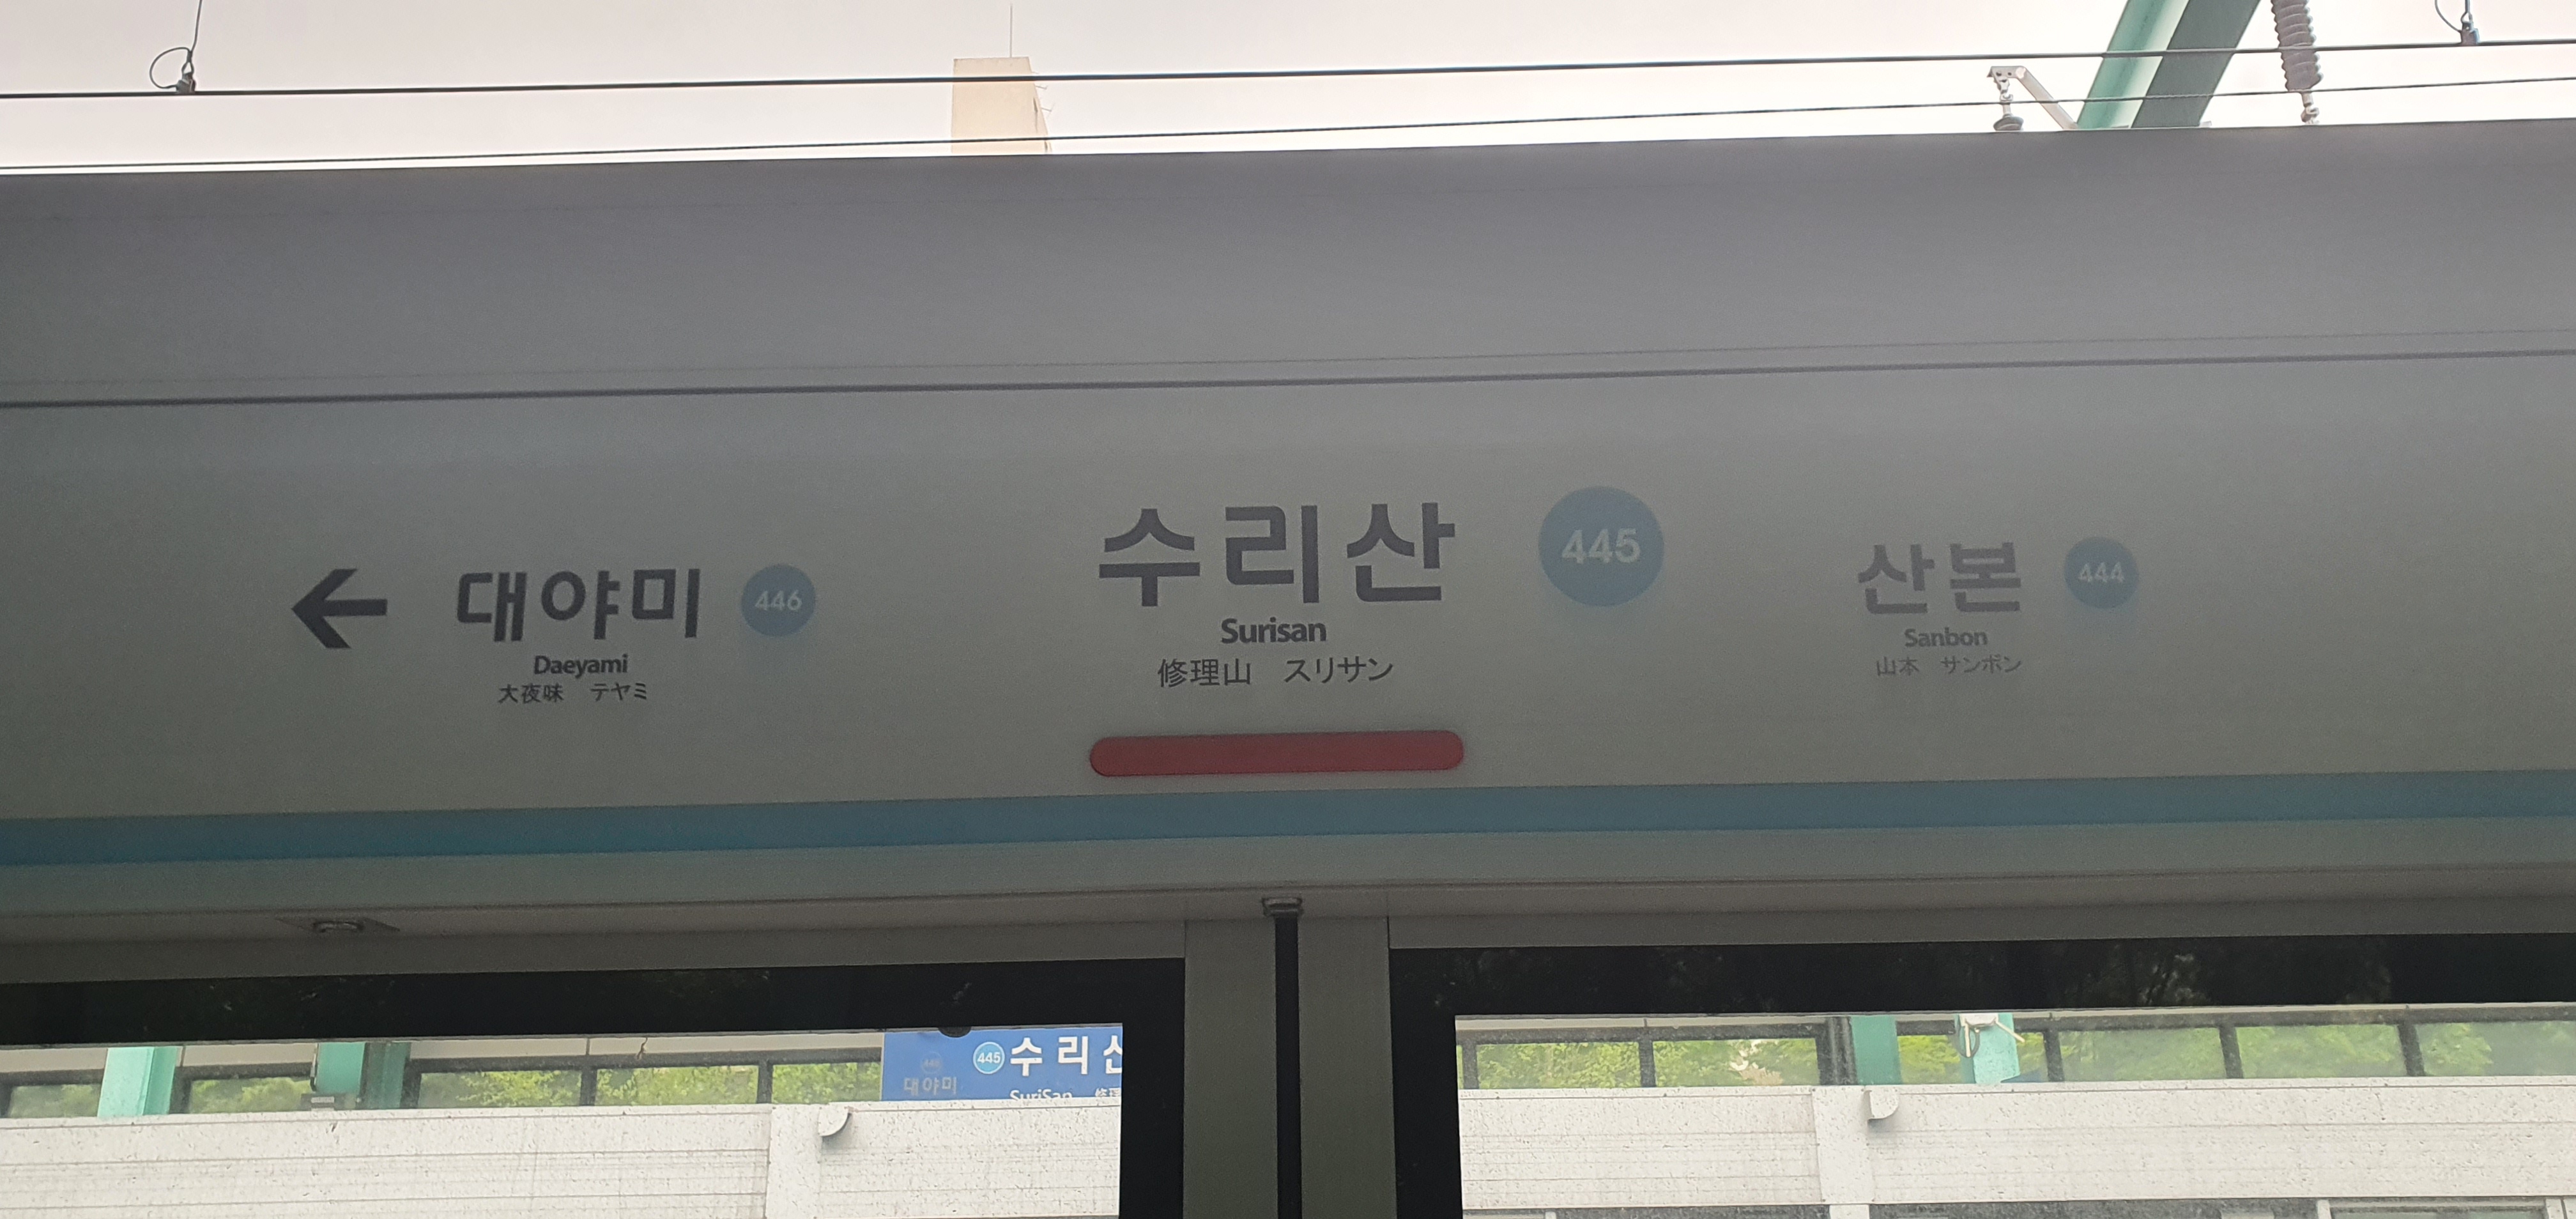 대야미 446
Daeyami
大夜味 テヤミ
수리산 445
Surisan
修理山 スリサン
산본 444
Sanbon
山本 サンボン
445 수리
대야미
SuriSan